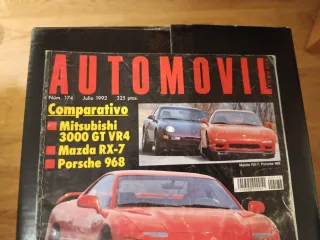 AUTOMOVIL
Núm. 174 Julio 1992 325 ptas.
Comparativo
Mitsubishi
3000 GT VR4
Mazda RX-7
Porsche 968